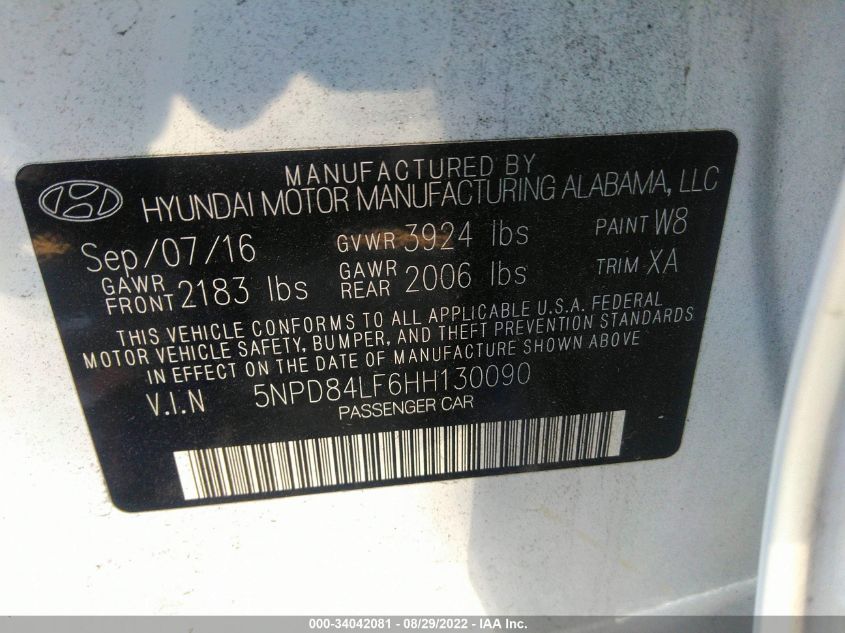 MANUFACTURED BY
HYUNDAI MOTOR MANUFACTURING ALABAMA, LLC
Sep/07/16 GVWR 3924 lbs PAINT W8
GAWR FRONT 2183 lbs GAWR REAR 2006 lbs TRIM XA
THIS VEHICLE CONFORMS TO ALL APPLICABLE U.S.A. FEDERAL
MOTOR VEHICLE SAFETY, BUMPER, AND THEFT PREVENTION STANDARDS
IN EFFECT ON THE DATE OF MANUFACTURE SHOWN ABOVE
V.I.N 5NPD84LF6HH130090
PASSENGER CAR
000-34042081 - 08/29/2022 - IAA Inc.